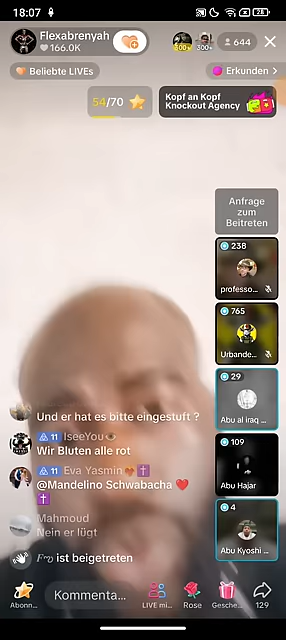 18:07
28
Flexabrenyah
166.0K
300+
300+
644
Beliebte LIVEs
Erkunden
54/70
Kopf an Kopf
Knockout Agency
Anfrage
zum
Beitreten
238
professo...
765
Urbande...
29
Abu al iraq ...
109
Abu Hajar
4
Abu Kyoshi ...
Und er hat es bitte eingestuft ?
11 IseeYou
Wir Bluten alle rot
11 Eva Yasmin
@Mandelino Schwabacha
Mahmoud
Nein er lügt
ist beigetreten
Abonn...
Kommenta...
LIVE mi...
Rose
Gesche...
129